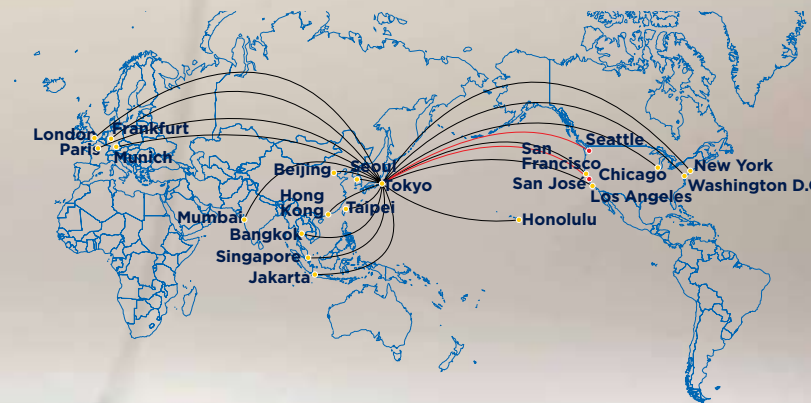 London
Frankfurt
Paris
Munich
Beijing
Seoul
Tokyo
Hong
Kong
Taipei
Mumbai
Bangkok
Singapore
Jakarta
Honolulu
Seattle
San
Francisco
San José
Chicago
Los Angeles
New York
Washington D.C